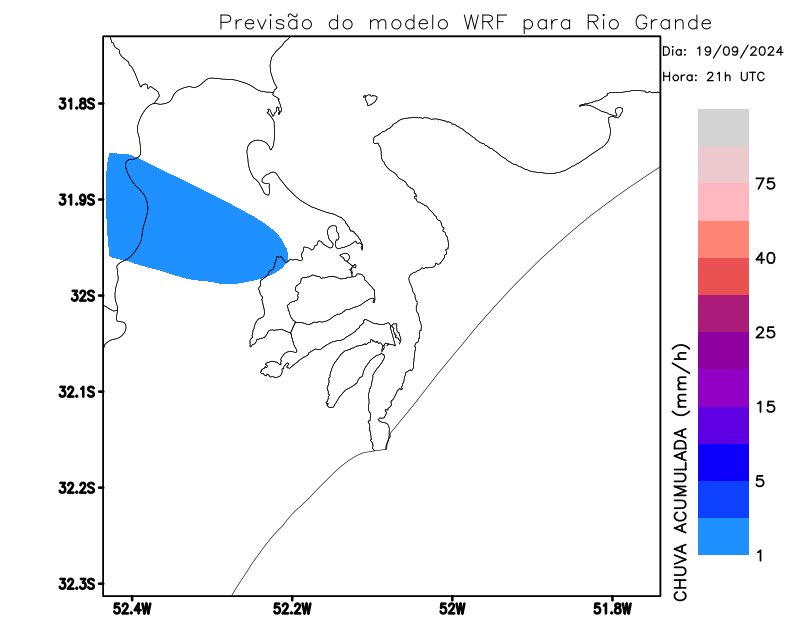 Previsão do modelo WRF para Rio Grande
Dia: 19/09/2024
Hora: 21h UTC
31.8S
31.9S
32S
32.1S
32.2S
32.3S
52.4W
52.2W
52W
51.8W
75
40
25
15
5
1
CHUVA ACUMULADA (mm/h)